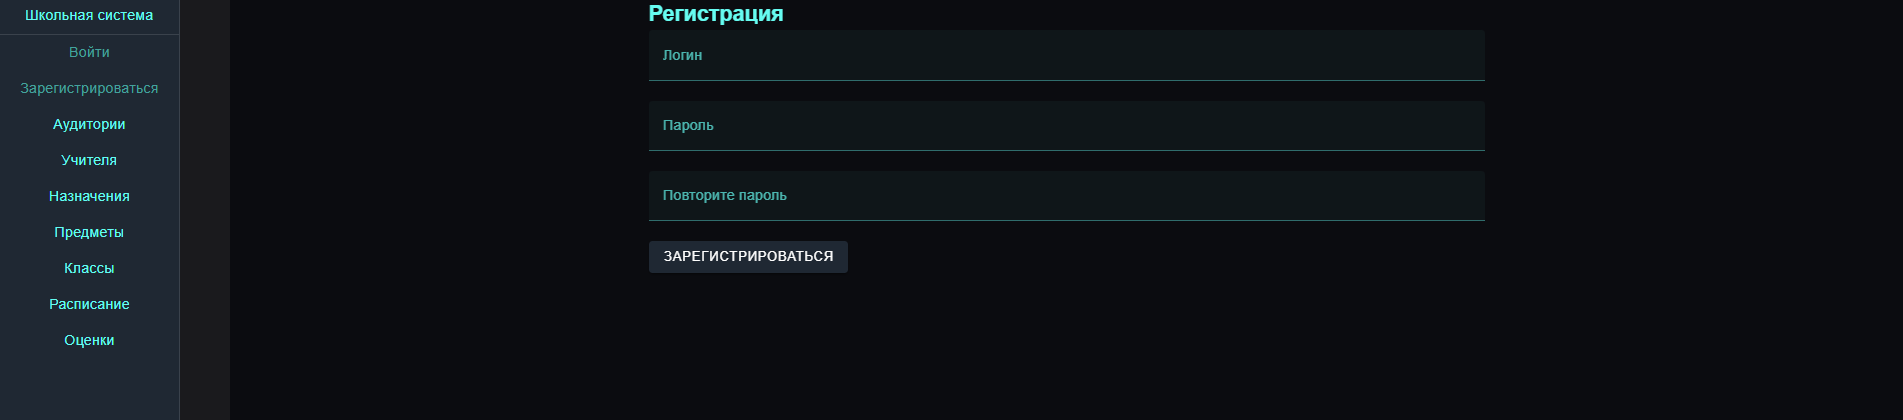 Школьная система
Войти
Зарегистрироваться
Аудитории
Учителя
Назначения
Предметы
Классы
Расписание
Оценки
Регистрация
Логин
Пароль
Повторите пароль
ЗАРЕГИСТРИРОВАТЬСЯ